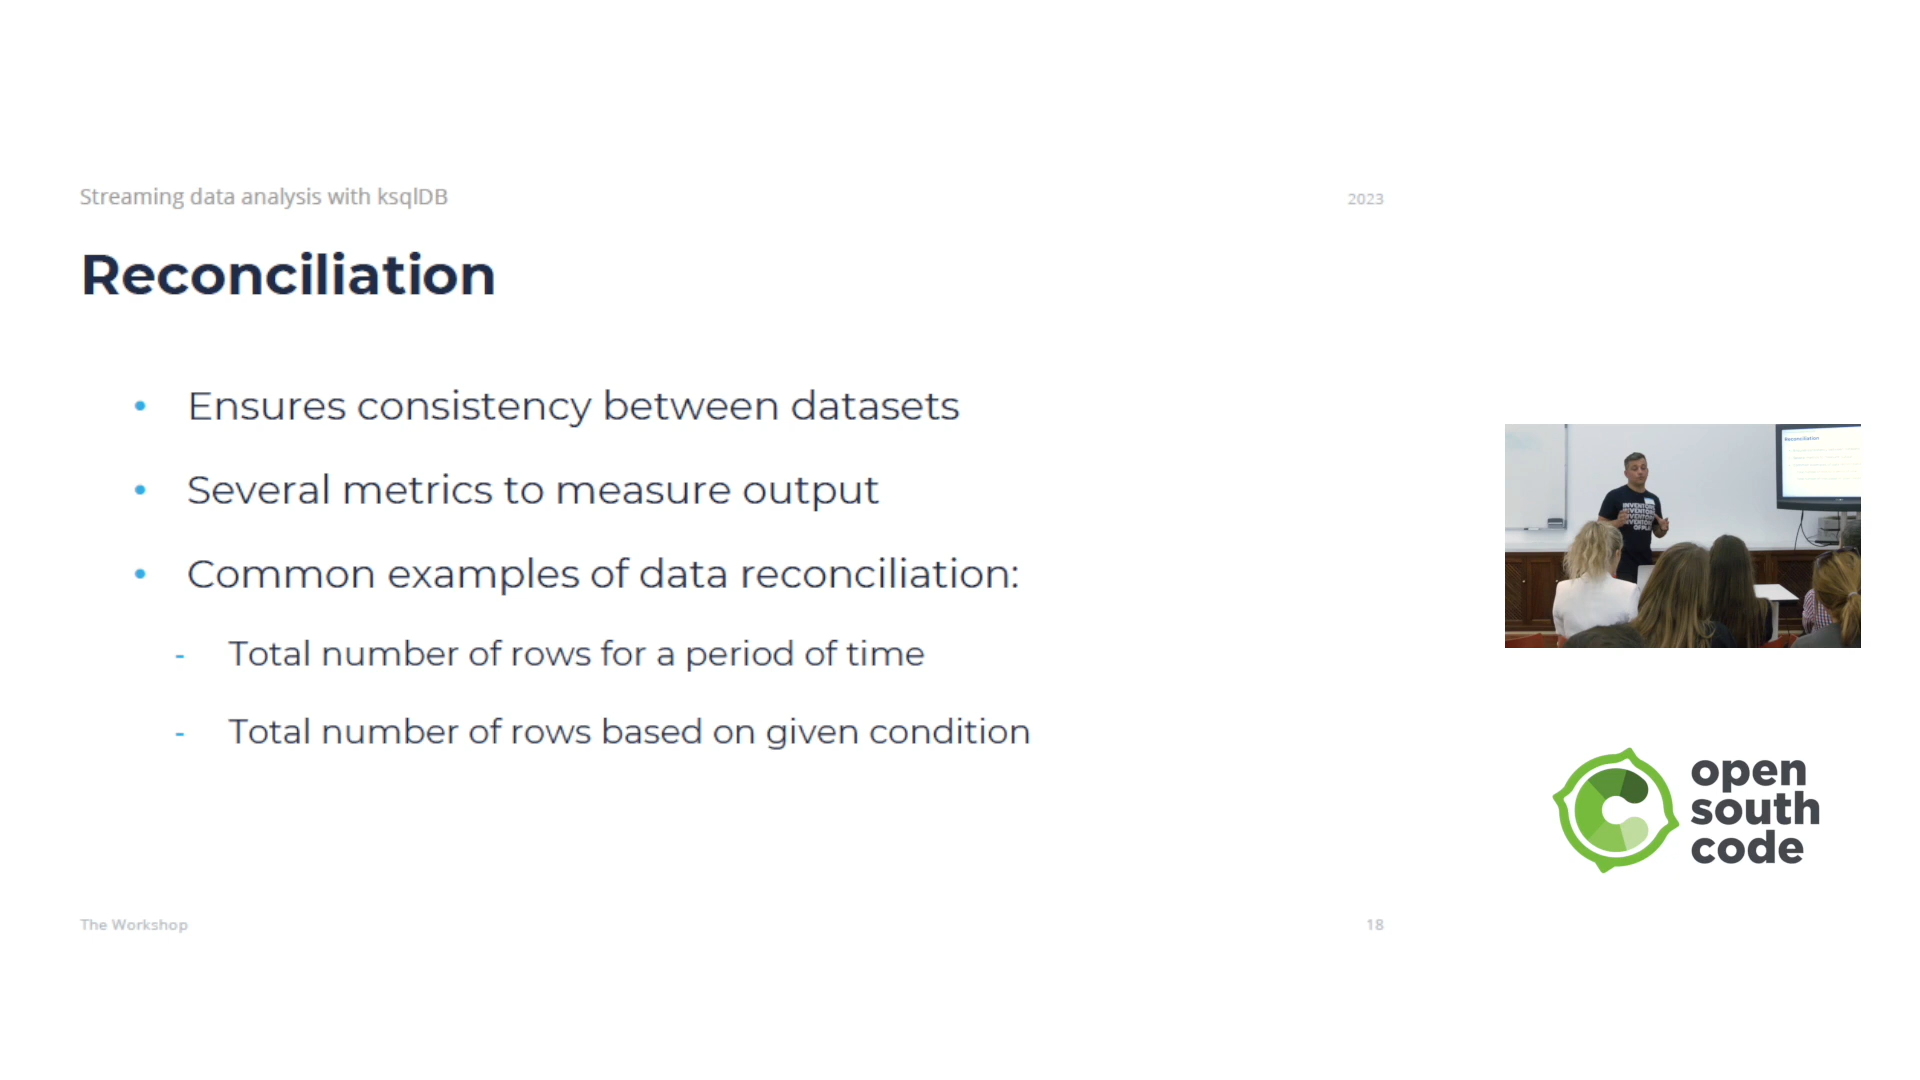 Streaming data analysis with ksqlDB
2023
Reconciliation
• Ensures consistency between datasets
• Several metrics to measure output
• Common examples of data reconciliation:
- Total number of rows for a period of time
- Total number of rows based on given condition
Reconciliation
open
south
code
The Workshop
18